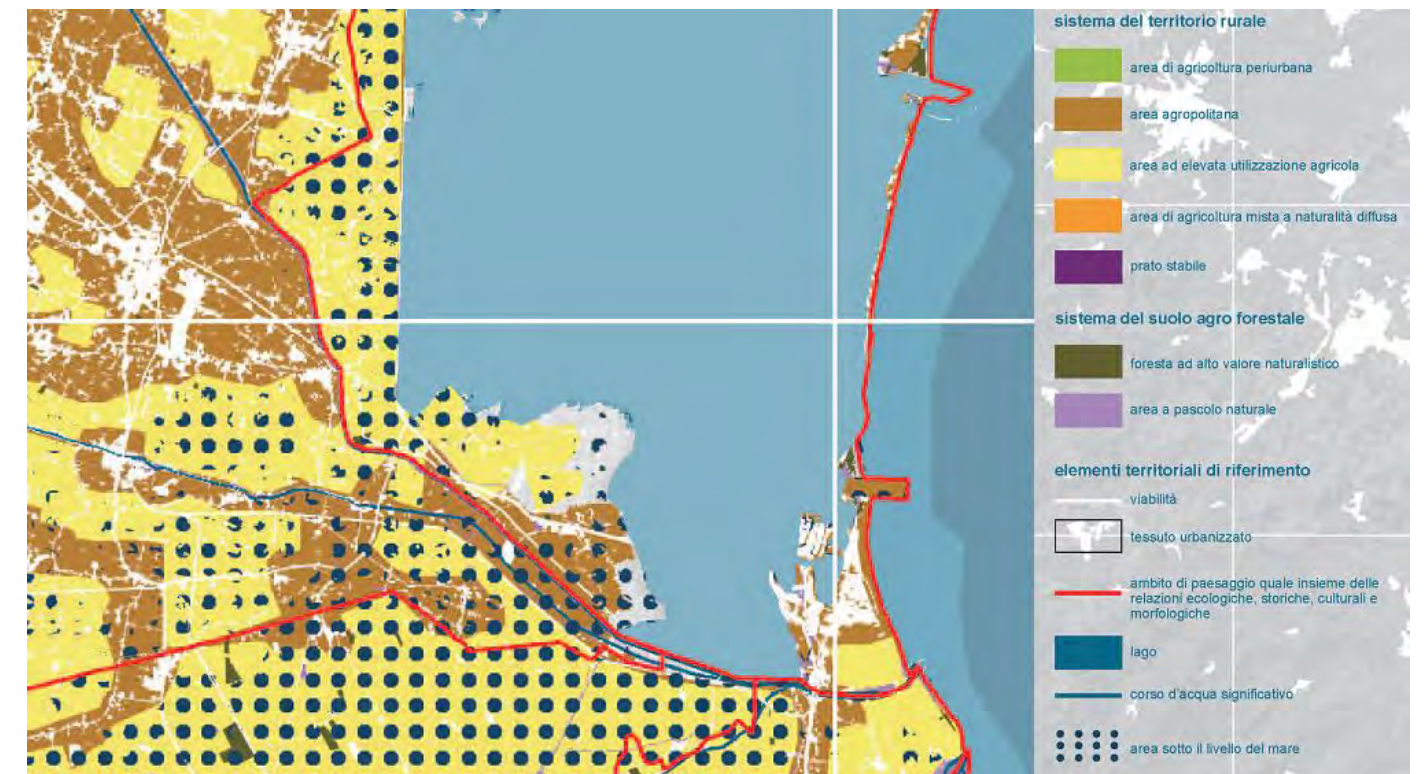 sistema del territorio rurale
area di agricoltura periurbana
area agropolitana
area ad elevata utilizzazione agricola
area di agricoltura mista a naturalità diffusa
prato stabile
sistema del suolo agro forestale
foresta ad alto valore naturalistico
area a pascolo naturale
elementi territoriali di riferimento
viabilità
tessuto urbanizzato
ambito di paesaggio quale insieme delle
relazioni ecologiche, storiche, culturali e
morfologiche
lago
corso d'acqua significativo
area sotto il livello del mare